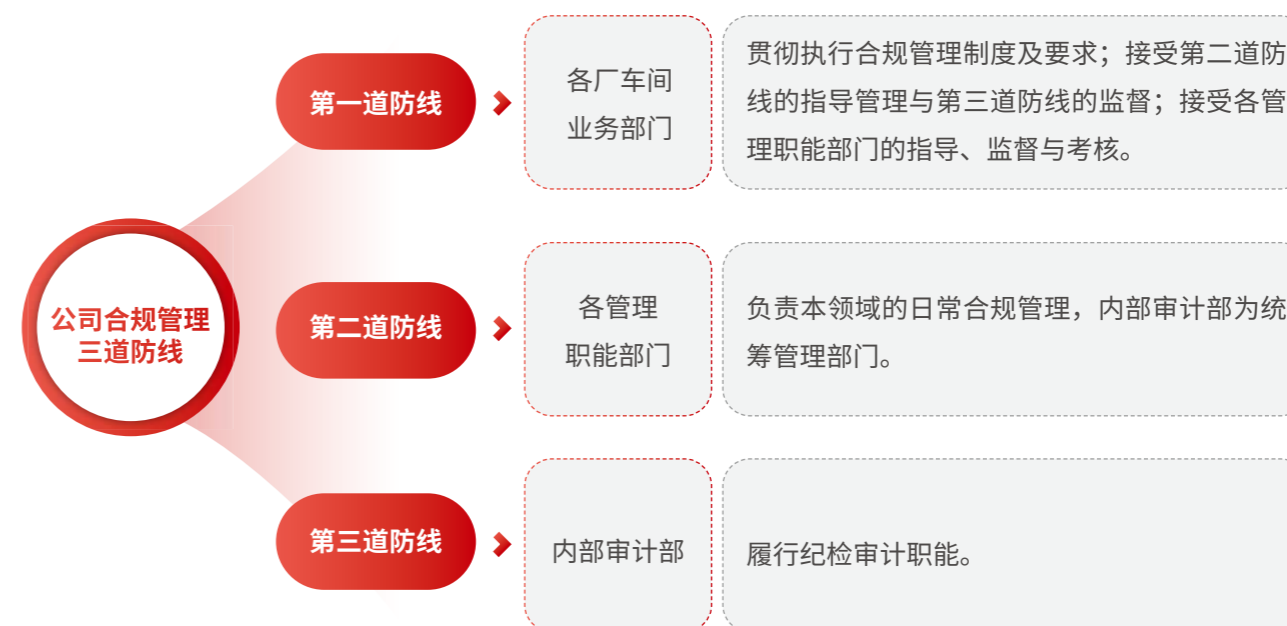 公司合规管理
三道防线
第一道防线
各厂车间
业务部门
贯彻执行合规管理制度及要求；接受第二道防
线的指导管理与第三道防线的监督；接受各管
理职能部门的指导、监督与考核。
第二道防线
各管理
职能部门
负责本领域的日常合规管理，内部审计部为统
筹管理部门。
第三道防线
内部审计部
履行纪检审计职能。